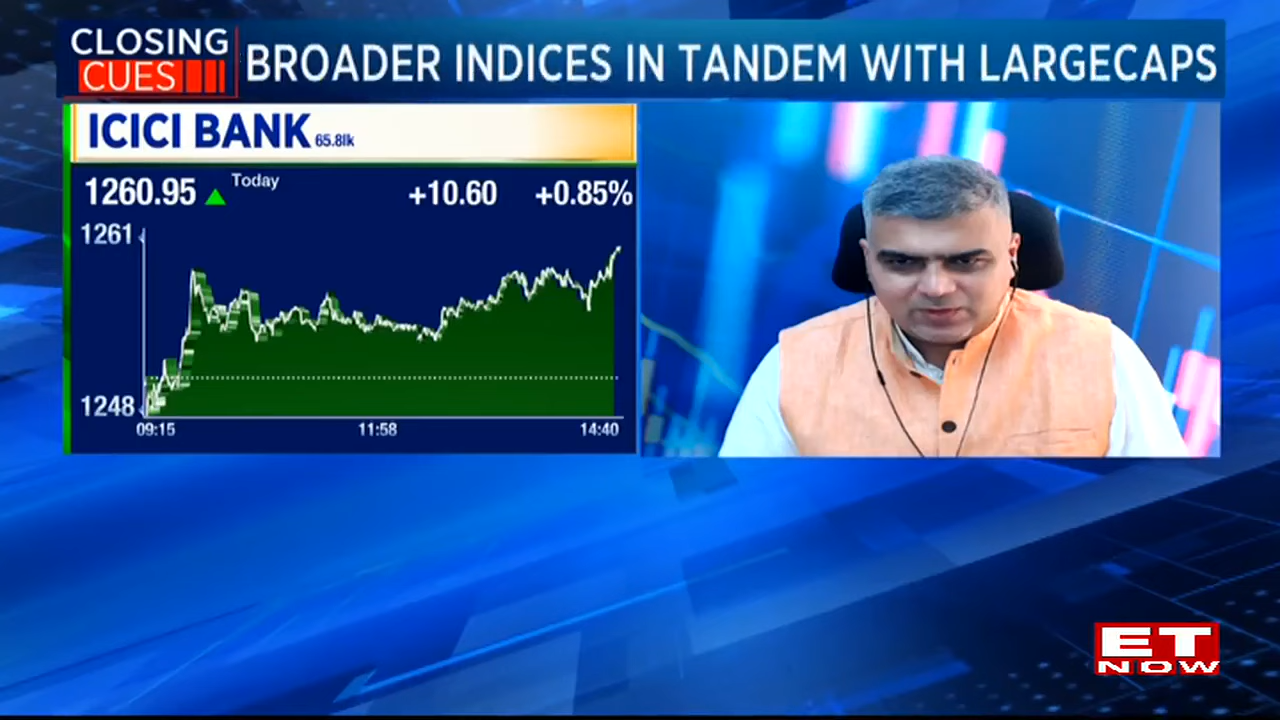 CLOSING
CUES
BROADER INDICES IN TANDEM WITH LARGECAPS
ICICI BANK 65.8lk
1260.95 Today +10.60 +0.85%
1261
1248
09:15 11:58 14:40
ET
NOW